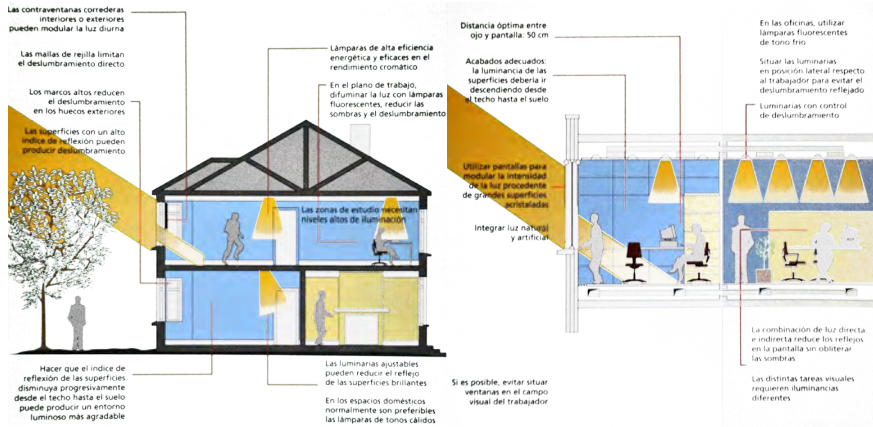 Las contraventanas correderas
interiores o exteriores
pueden modular la luz diurna
Las mallas de rejilla limitan
el deslumbramiento directo
Los marcos altos reducen
el deslumbramiento
en los huecos exteriores
Las superficies con un alto
indice de reflexión pueden
producir deslumbramiento
Lámparas de alta eficiencia
energética y eficaces en el
rendimiento cromático
En el plano de trabajo,
difuminar la luz con lámparas
fluorescentes, reducir las
sombras y el deslumbramiento
Las zonas de estudio necesitan
niveles altos de iluminación
Hacer que el indice de
reflexión de las superficies
disminuya progresivamente
desde el techo hasta el suelo
puede producir un entorno
luminoso más agradable
Las luminarias ajustables
pueden reducir el reflejo
de las superficies brillantes
En los espacios domésticos
normalmente son preferibles
las lámparas de tonos cálidos
Distancia óptima entre
ojo y pantalla: 50 cm
Acabados adecuados:
la luminancia de las
superficies debería ir
descendiendo desde
el techo hasta el suelo
Utilizar pantallas para
modular la intensidad
de la luz procedente
de grandes superficies
acristaladas
Integrar luz natural
y artificial
Si es posible, evitar situar
ventanas en el campo
visual del trabajador
En las oficinas, utilizar
lámparas fluorescentes
de tono frío
Situar las luminarias
en posición lateral respecto
al trabajador para evitar el
deslumbramiento reflejado
Luminarias con control
de deslumbramiento
La combinación de luz directa
e indirecta reduce los reflejos
en la pantalla sin obliterar
las sombras
Las distintas tareas visuales
requieren iluminancias
diferentes